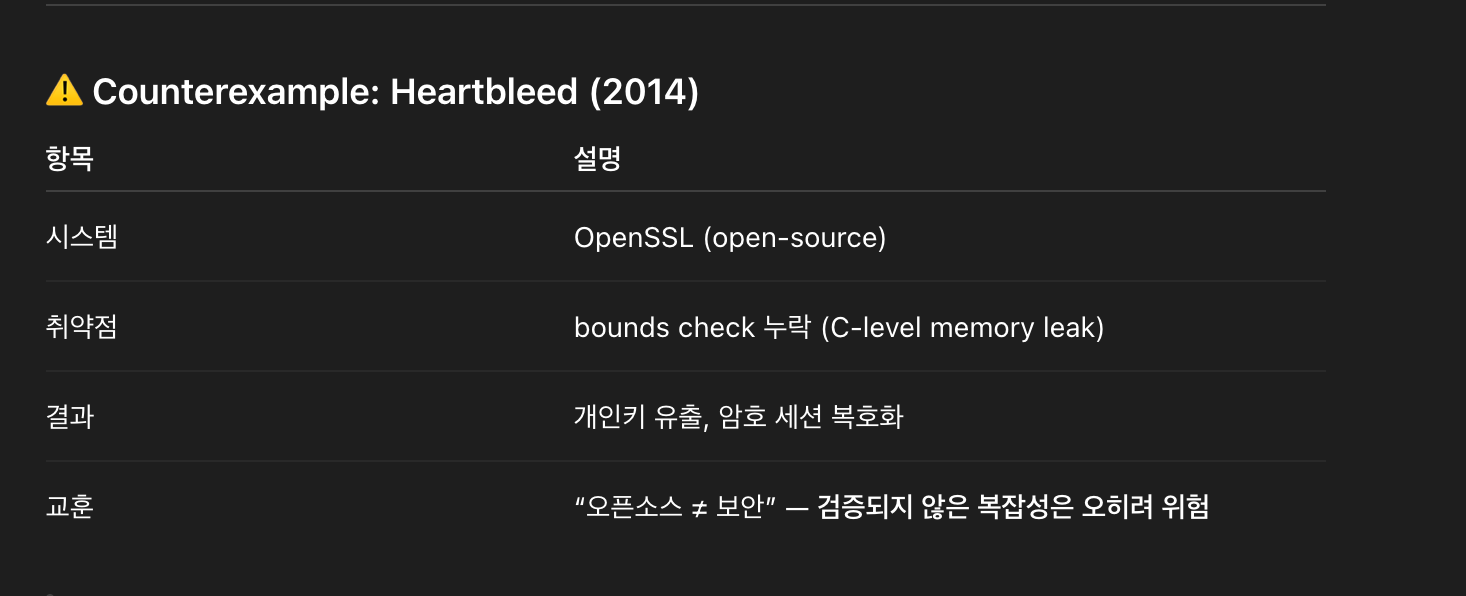 ⚠️ Counterexample: Heartbleed (2014)
항목 설명
시스템 OpenSSL (open-source)
취약점 bounds check 누락 (C-level memory leak)
결과 개인키 유출, 암호 세션 복호화
교훈 “오픈소스 ≠ 보안” — 검증되지 않은 복잡성은 오히려 위험